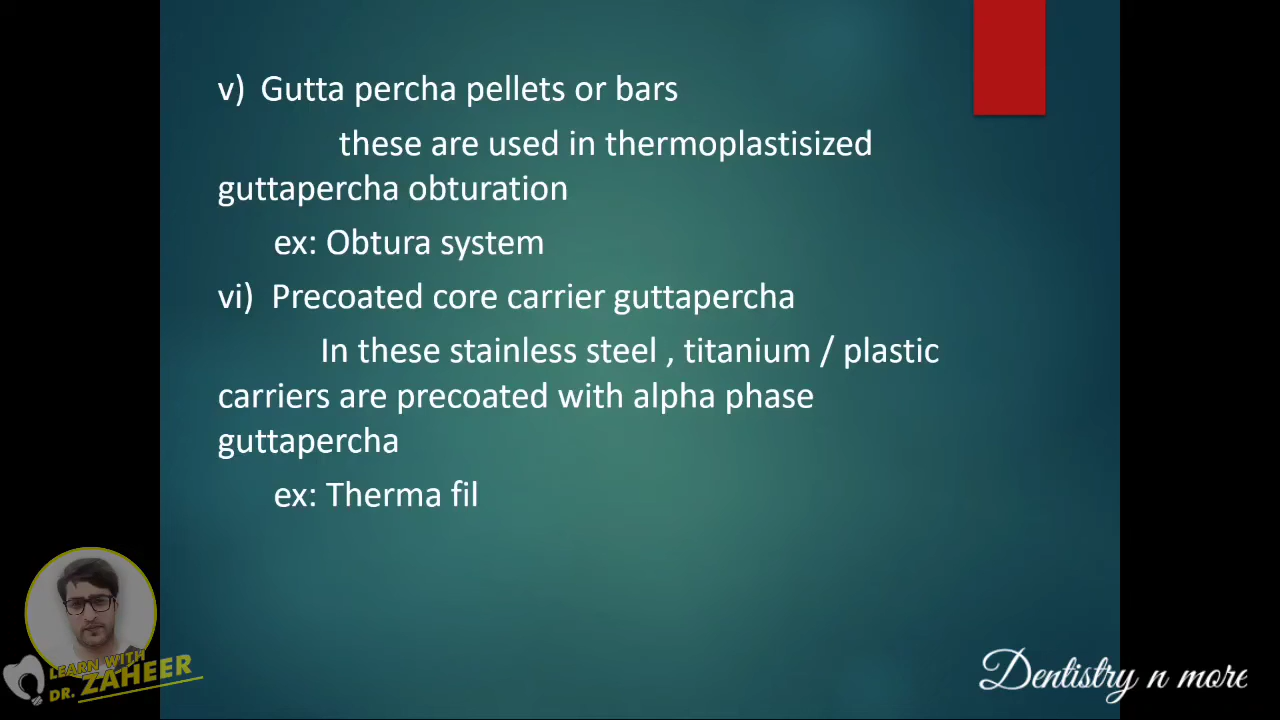 v)  Gutta percha pellets or bars
these are used in thermoplastisized
guttapercha obturation
ex: Obtura system
vi)  Precoated core carrier guttapercha
In these stainless steel , titanium / plastic
carriers are precoated with alpha phase
guttapercha
ex: Therma fil
LEARN WITH
DR. ZAHEER
Dentistry n more